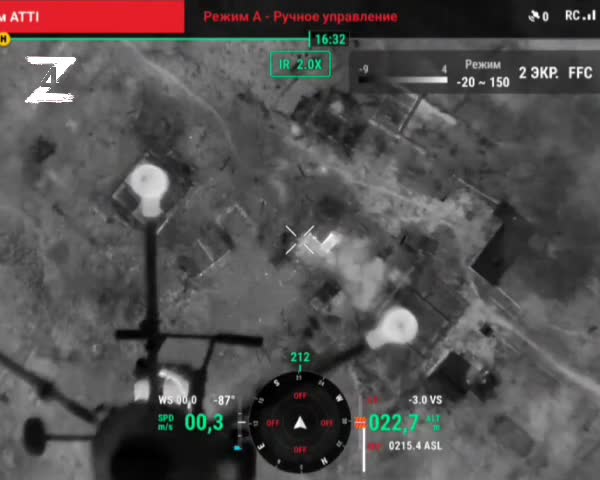 м ATTI
Режим А - Ручное управление
0
RC
H
16:32
Z
IR 2.0X
-9 4
Режим
-20 ~ 150
2 ЭКР. FFC
212
S
E
N
OFF
OFF OFF
OFF
WS 00,0 -87°
SPD
m/s
00,3
-3.0 VS
022,7 ALT
m
0215.4 ASL